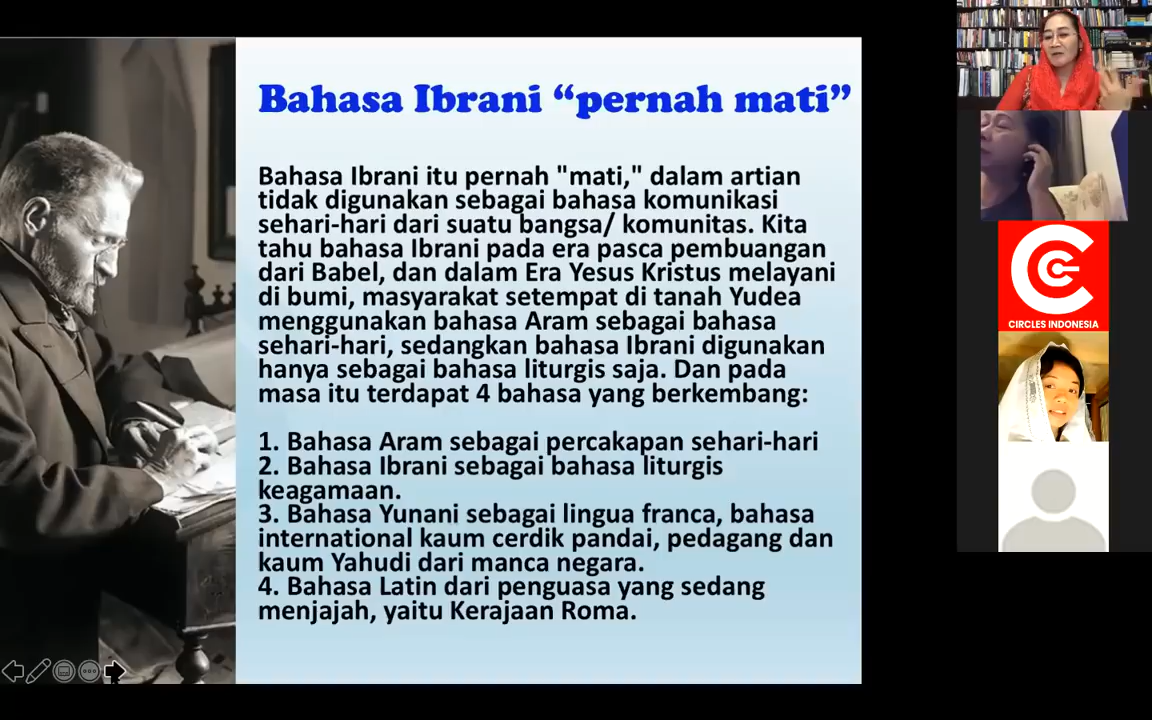 Bahasa Ibrani “pernah mati”
Bahasa Ibrani itu pernah "mati," dalam artian
tidak digunakan sebagai bahasa komunikasi
sehari-hari dari suatu bangsa/ komunitas. Kita
tahu bahasa Ibrani pada era pasca pembuangan
dari Babel, dan dalam Era Yesus Kristus melayani
di bumi, masyarakat setempat di tanah Yudea
menggunakan bahasa Aram sebagai bahasa
sehari-hari, sedangkan bahasa Ibrani digunakan
hanya sebagai bahasa liturgis saja. Dan pada
masa itu terdapat 4 bahasa yang berkembang:
1. Bahasa Aram sebagai percakapan sehari-hari
2. Bahasa Ibrani sebagai bahasa liturgis
keagamaan.
3. Bahasa Yunani sebagai lingua franca, bahasa
international kaum cerdik pandai, pedagang dan
kaum Yahudi dari manca negara.
4. Bahasa Latin dari penguasa yang sedang
menjajah, yaitu Kerajaan Roma.
CIRCLES INDONESIA